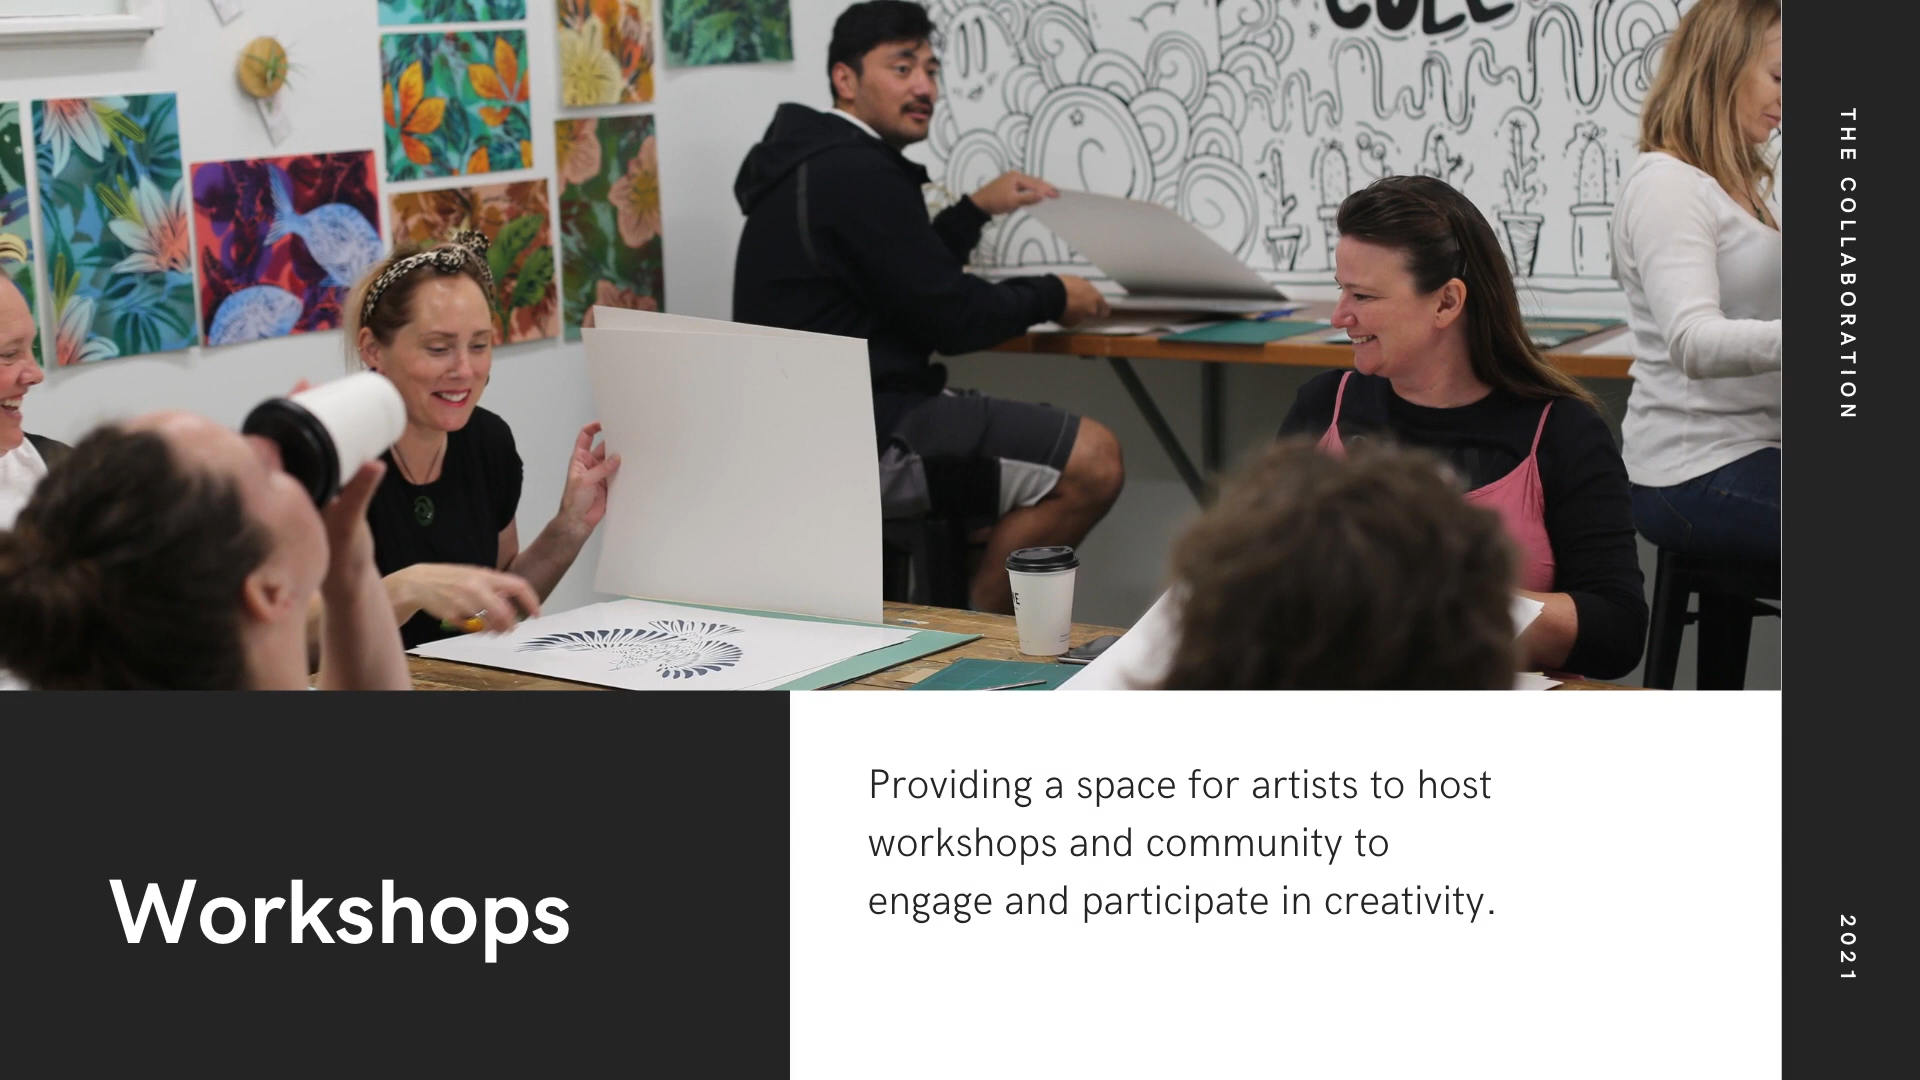 Workshops
Providing a space for artists to host
workshops and community to
engage and participate in creativity.
THE COLLABORATION
2021